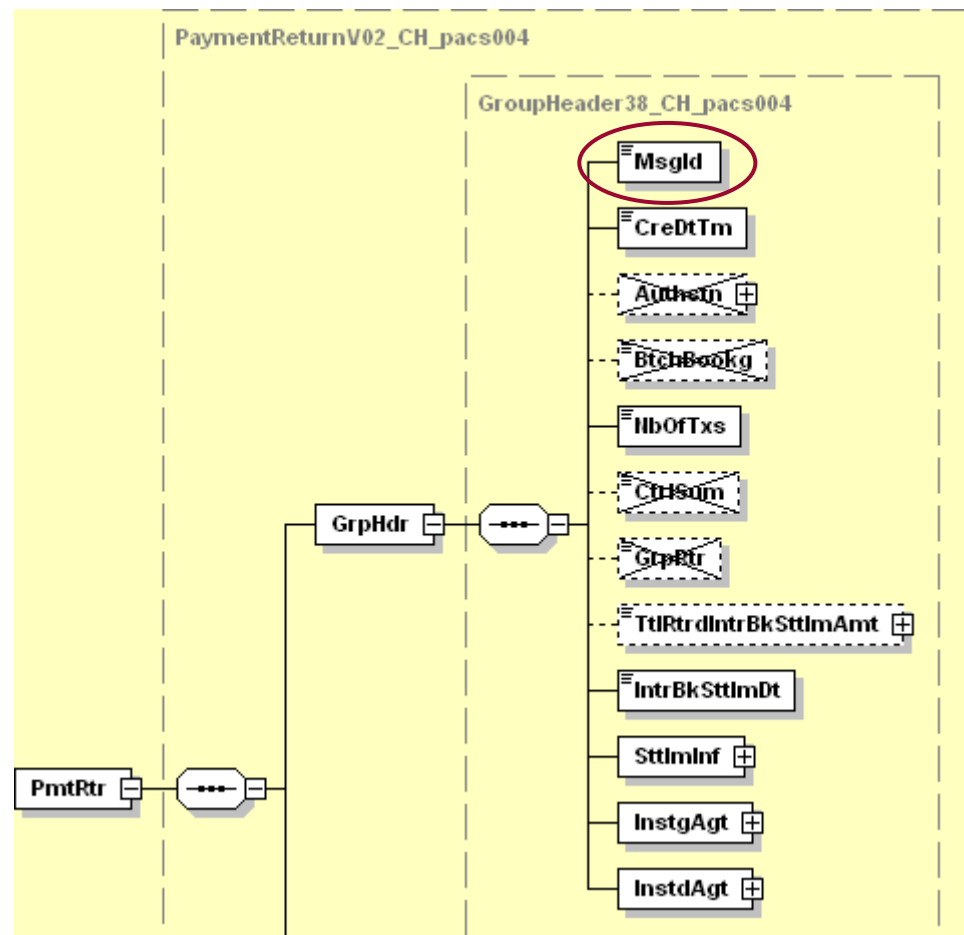 PaymentReturnV02_CH_pacs004
GroupHeader38_CH_pacs004
MsgId
CreDtTm
Authstn
BtchBookg
NbOfTxs
CtrlSum
GrpHdr
GrpRtr
TtlRtrdIntrBkSttlmAmt
IntrBkSttlmDt
SttlmInf
PmtRtr
InstgAgt
InstdAgt